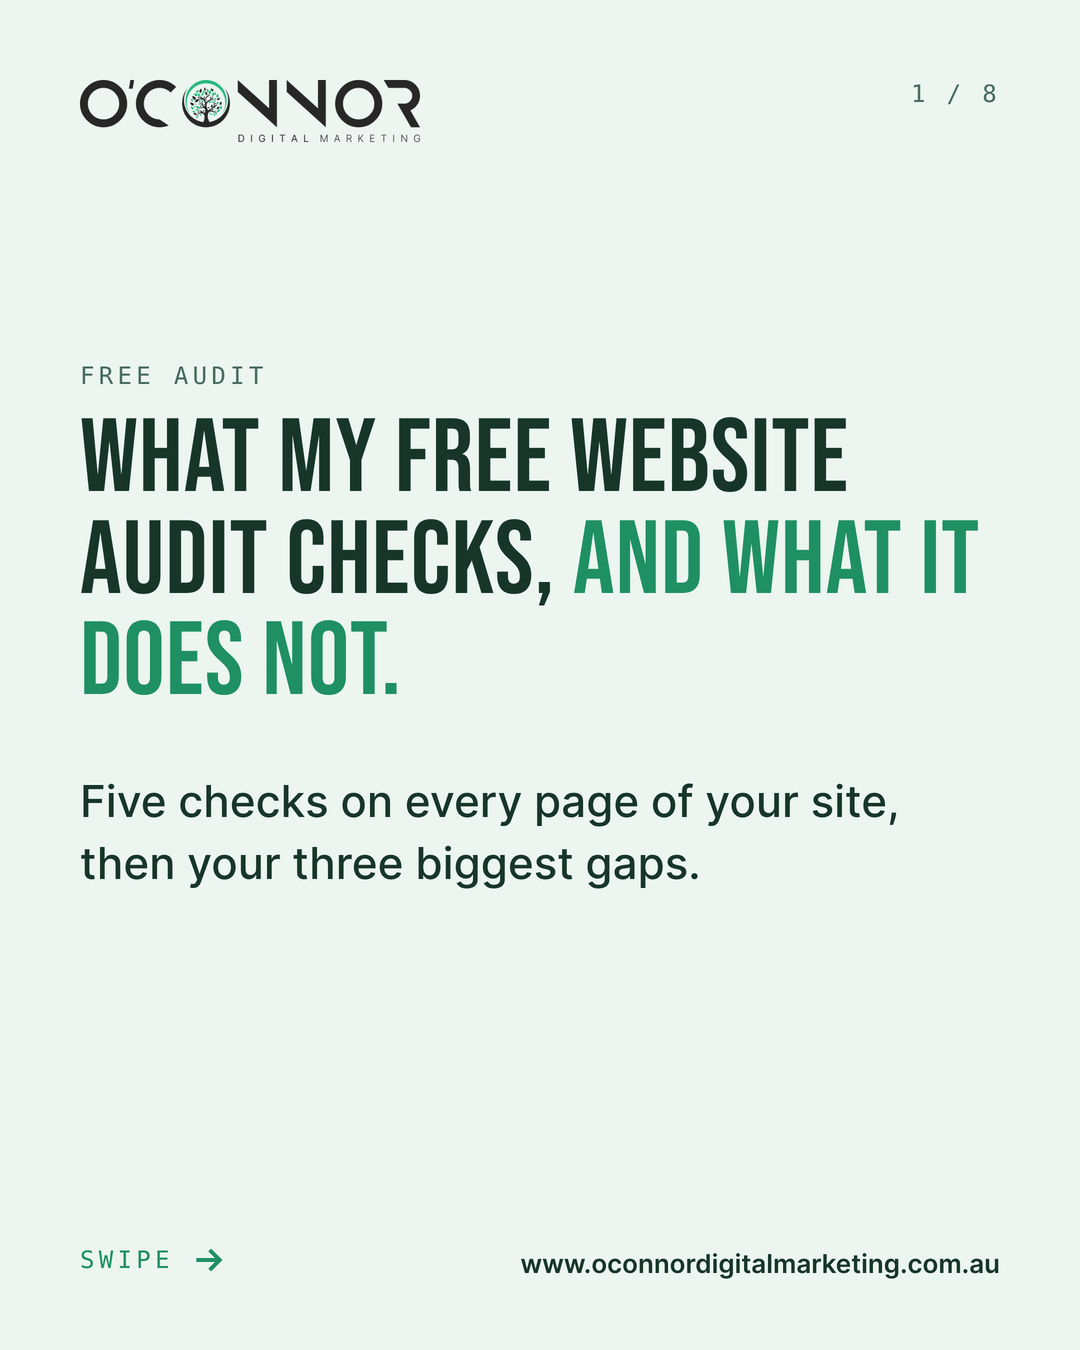 O'CONNOR
DIGITAL MARKETING
1 / 8
FREE AUDIT
WHAT MY FREE WEBSITE
AUDIT CHECKS, AND WHAT IT
DOES NOT.
Five checks on every page of your site,
then your three biggest gaps.
SWIPE →
www.oconnordigitalmarketing.com.au